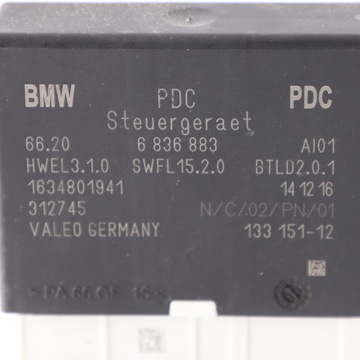 BMW PDC PDC
Steuergeraet
66.20 6 836 883 AI01
HWEL3.1.0 SWFL15.2.0 BTLD2.0.1
1634801941 14 12 16
312745 N/C/02/PN/01
VALEO GERMANY 133 151-12